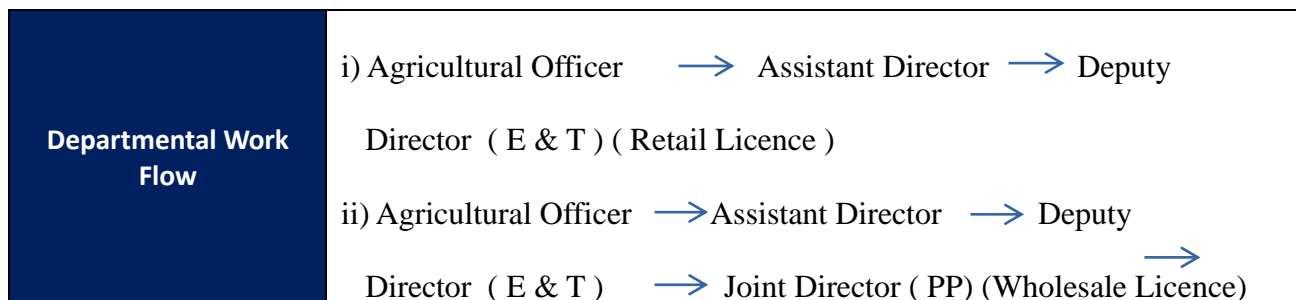 Departmental Work
Flow
i) Agricultural Officer → Assistant Director → Deputy
Director ( E & T ) ( Retail Licence )
ii) Agricultural Officer → Assistant Director → Deputy
Director ( E & T ) → Joint Director ( PP) (Wholesale Licence)